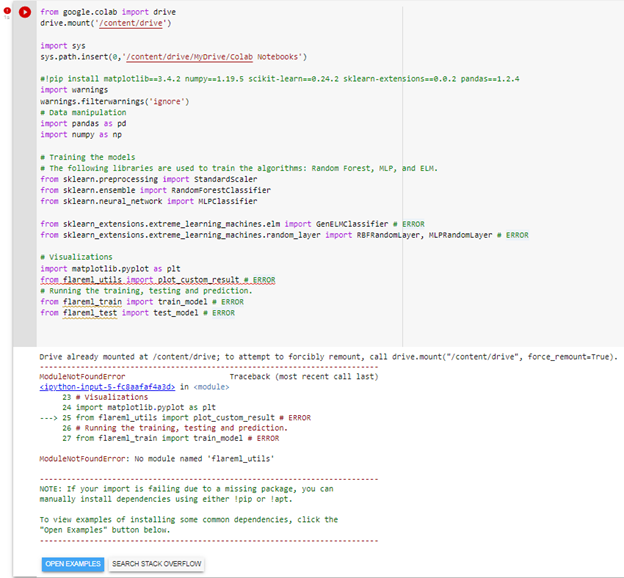 from google.colab import drive
drive.mount('/content/drive')
import sys
sys.path.insert(0,'/content/drive/MyDrive/Colab Notebooks')
#!pip install matplotlib==3.4.2 numpy==1.19.5 scikit-learn==0.24.2 sklearn-extensions==0.0.2 pandas==1.2.4
import warnings
warnings.filterwarnings('ignore')
# Data manipulation
import pandas as pd
import numpy as np
# Training the models
# The following libraries are used to train the algorithms: Random Forest, MLP, and ELM.
from sklearn.preprocessing import StandardScaler
from sklearn.ensemble import RandomForestClassifier
from sklearn.neural_network import MLPClassifier
from sklearn_extensions.extreme_learning_machines.elm import GenELMClassifier # ERROR
from sklearn_extensions.extreme_learning_machines.random_layer import RBFRandomLayer, MLPRandomLayer # ERROR
# Visualizations
import matplotlib.pyplot as plt
from flareml_utils import plot_custom_result # ERROR
# Running the training, testing and prediction.
from flareml_train import train_model # ERROR
from flareml_test import test_model # ERROR
Drive already mounted at /content/drive; to attempt to forcibly remount, call drive.mount("/content/drive", force_remount=True).
---------------------------------------------------------------------------
ModuleNotFoundError Traceback (most recent call last)
<ipython-input-5-fc8aafaf4a3d> in <module>
23 # Visualizations
24 import matplotlib.pyplot as plt
---> 25 from flareml_utils import plot_custom_result # ERROR
26 # Running the training, testing and prediction.
27 from flareml_train import train_model # ERROR
ModuleNotFoundError: No module named 'flareml_utils'
---------------------------------------------------------------------------
NOTE: If your import is failing due to a missing package, you can
manually install dependencies using either !pip or !apt.
To view examples of installing some common dependencies, click the
"Open Examples" button below.
---------------------------------------------------------------------------
OPEN EXAMPLES SEARCH STACK OVERFLOW